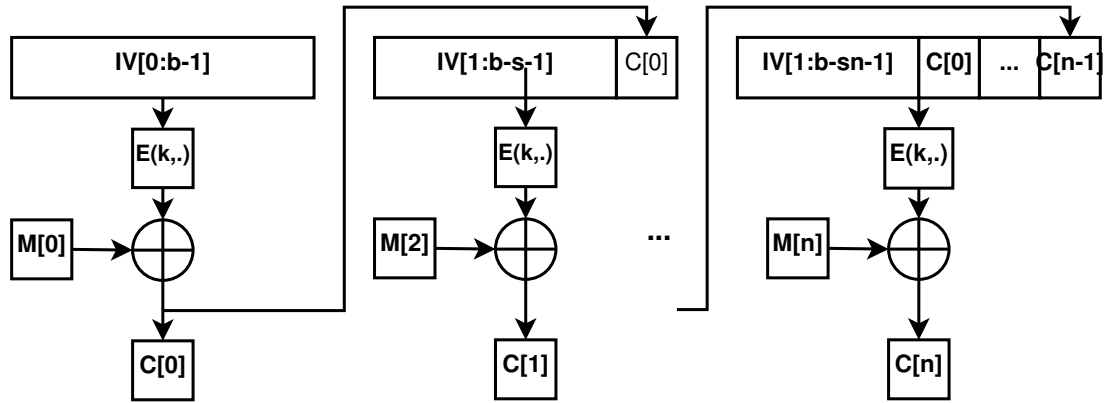 IV[0:b-1]
IV[1:b-s-1]
C[0]
IV[1:b-sn-1]
C[0]
...
C[n-1]
E(k,.)
E(k,.)
E(k,.)
M[0]
M[2]
...
M[n]
C[0]
C[1]
C[n]